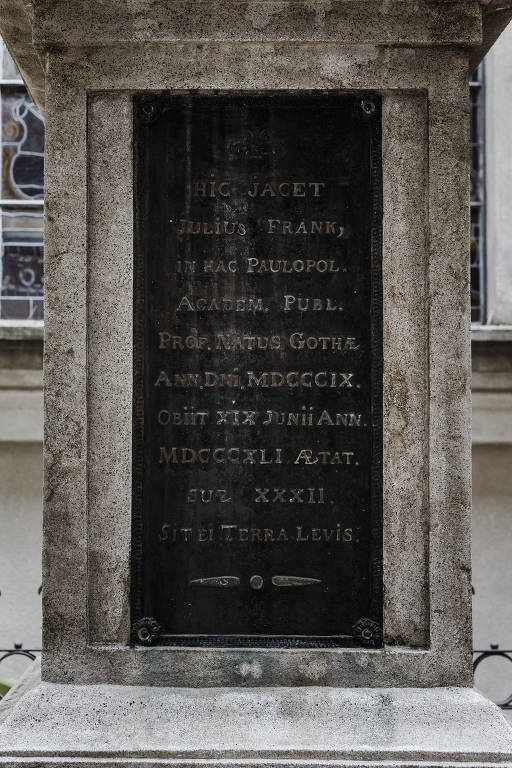 HIC JACET
JULIUS FRANK,
IN HAC PAULOPOL.
ACADEM. PUBL.
PROF. NATUS GOTHÆ
ANN. DNI. MDCCCIX.
OBIIT XIX JUNII ANN.
MDCCCXLI ÆTAT.
SUÆ XXXII.
SIT EI TERRA LEVIS.